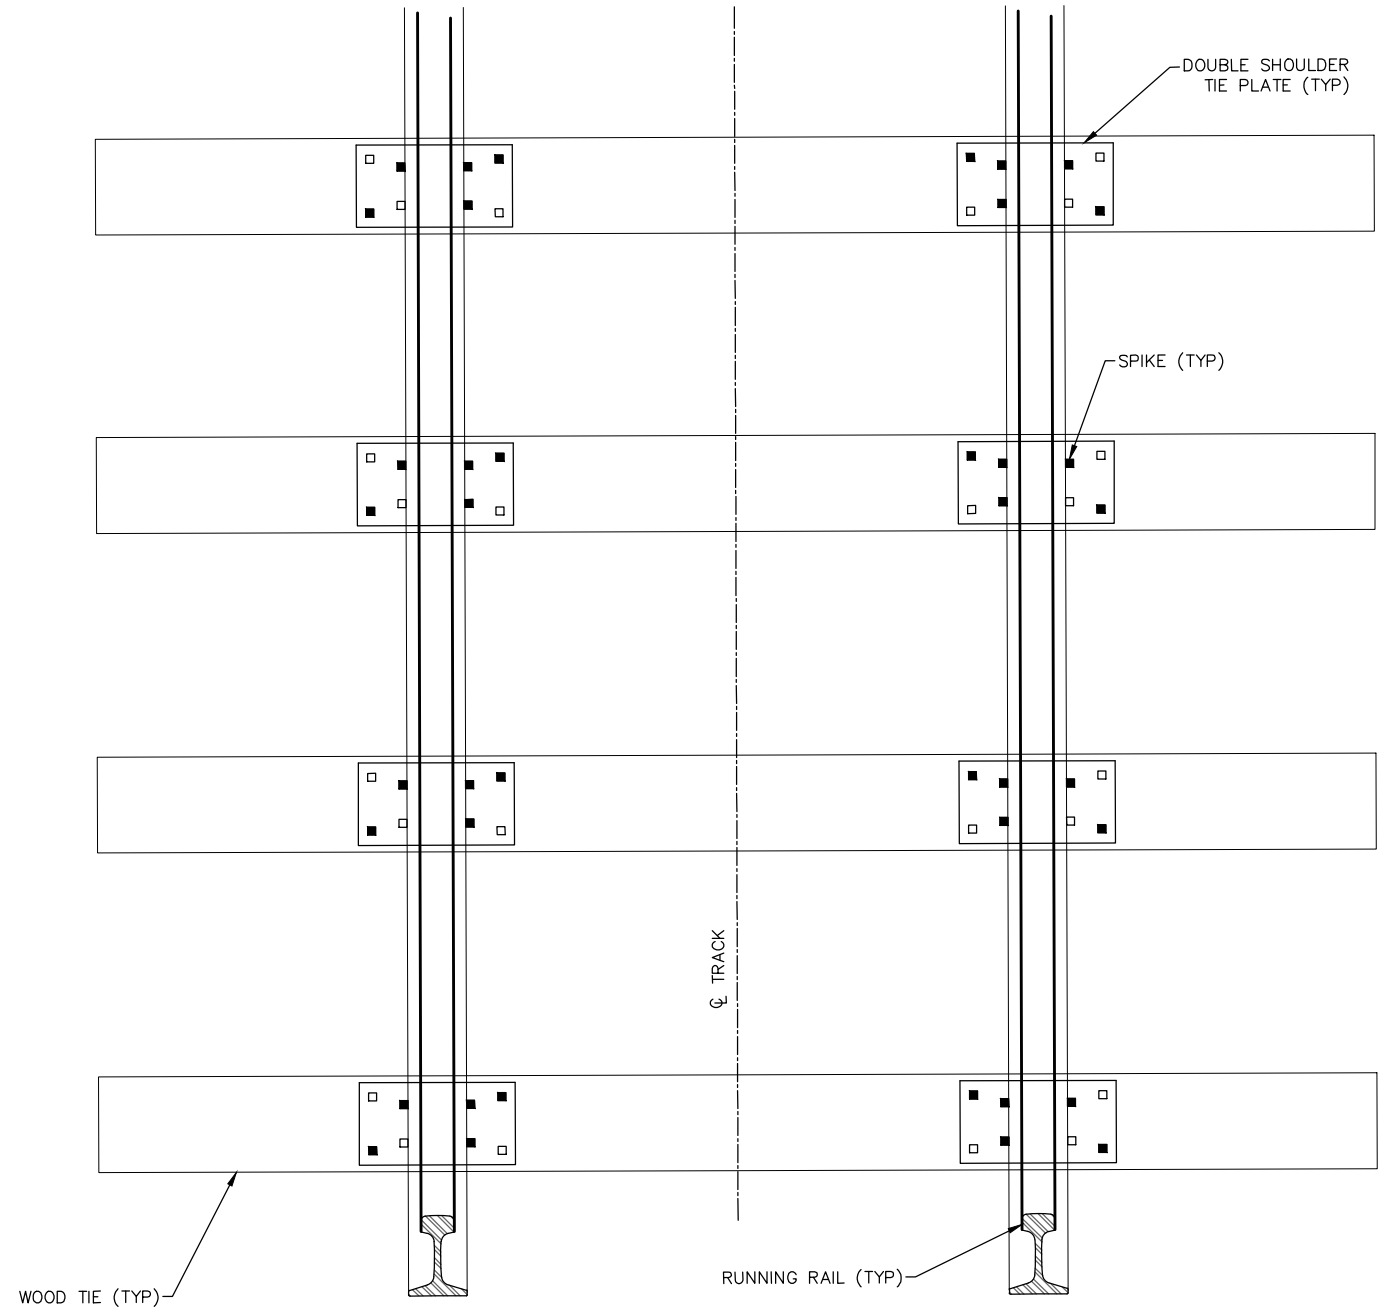 DOUBLE SHOULDER
TIE PLATE (TYP)
SPIKE (TYP)
℄ TRACK
RUNNING RAIL (TYP)
WOOD TIE (TYP)